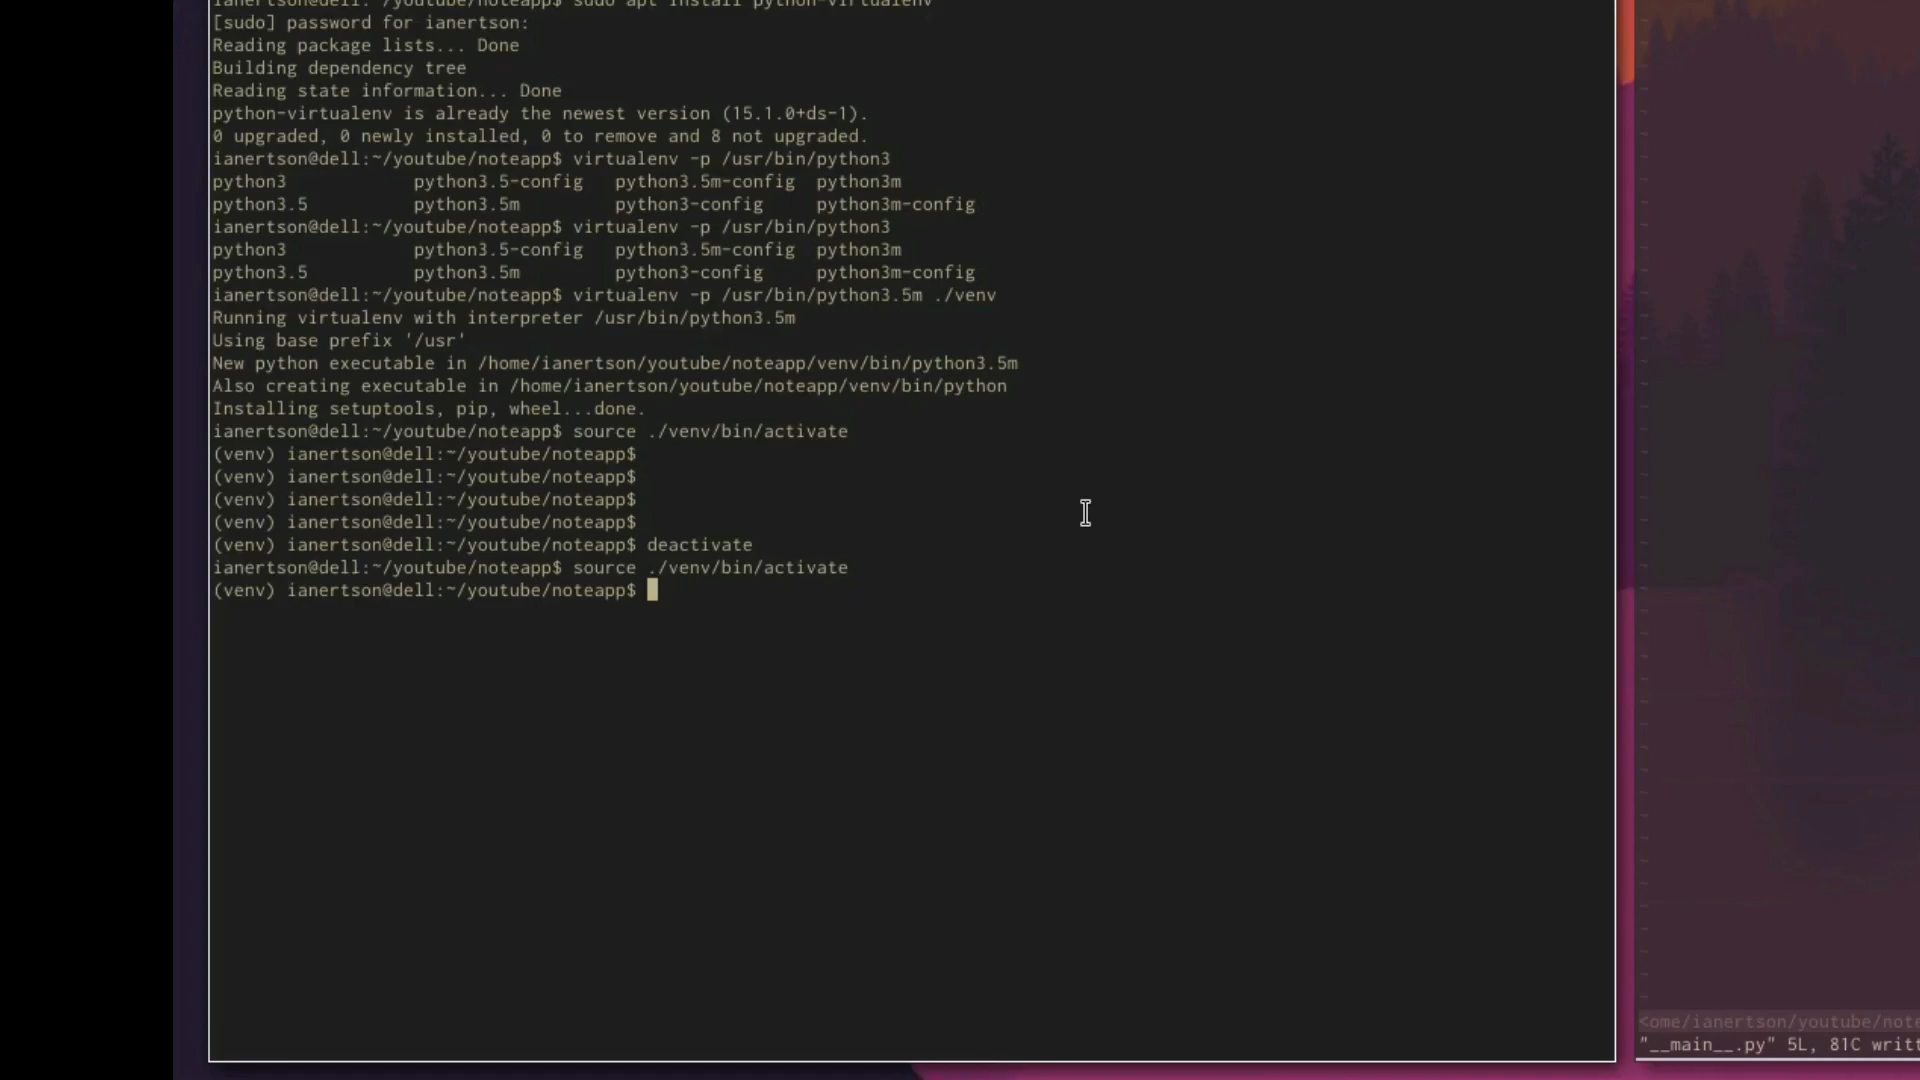 ianertson@dell:~/youtube/noteapp$ sudo apt install python-virtualenv
[sudo] password for ianertson:
Reading package lists... Done
Building dependency tree
Reading state information... Done
python-virtualenv is already the newest version (15.1.0+ds-1).
0 upgraded, 0 newly installed, 0 to remove and 8 not upgraded.
ianertson@dell:~/youtube/noteapp$ virtualenv -p /usr/bin/python3
python3 python3.5-config python3.5m-config python3m
python3.5 python3.5m python3-config python3m-config
ianertson@dell:~/youtube/noteapp$ virtualenv -p /usr/bin/python3
python3 python3.5-config python3.5m-config python3m
python3.5 python3.5m python3-config python3m-config
ianertson@dell:~/youtube/noteapp$ virtualenv -p /usr/bin/python3.5m ./venv
Running virtualenv with interpreter /usr/bin/python3.5m
Using base prefix '/usr'
New python executable in /home/ianertson/youtube/noteapp/venv/bin/python3.5m
Also creating executable in /home/ianertson/youtube/noteapp/venv/bin/python
Installing setuptools, pip, wheel...done.
ianertson@dell:~/youtube/noteapp$ source ./venv/bin/activate
(venv) ianertson@dell:~/youtube/noteapp$
(venv) ianertson@dell:~/youtube/noteapp$
(venv) ianertson@dell:~/youtube/noteapp$
(venv) ianertson@dell:~/youtube/noteapp$
(venv) ianertson@dell:~/youtube/noteapp$ deactivate
ianertson@dell:~/youtube/noteapp$ source ./venv/bin/activate
(venv) ianertson@dell:~/youtube/noteapp$
<ome/ianertson/youtube/note
"__main__.py" 5L, 81C writt